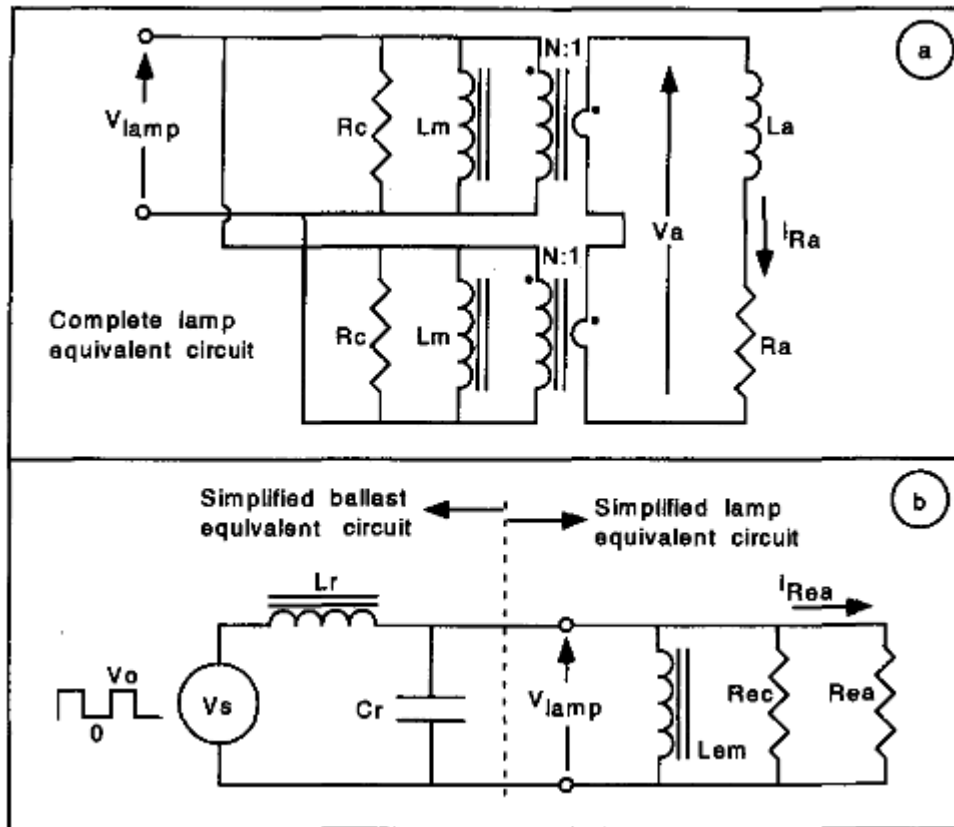 a
N:1
V lamp
Rc
Lm
La
Va
i Ra
N:1
Complete lamp
equivalent circuit
Rc
Lm
Ra
b
Simplified ballast
equivalent circuit
Simplified lamp
equivalent circuit
Lr
i Rea
Vo
0
Vs
Cr
V lamp
Lem
Rec
Rea